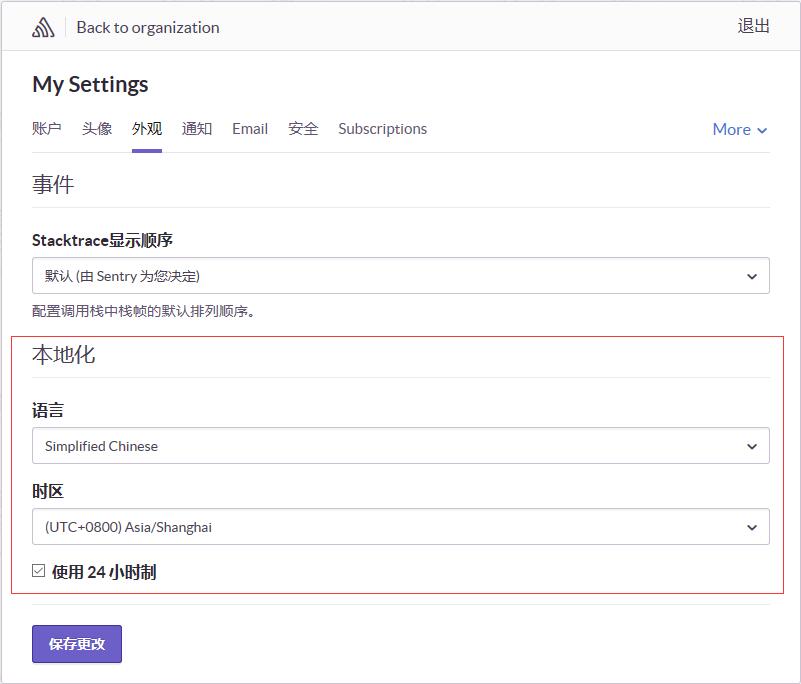 Back to organization
退出
My Settings
账户 头像 外观 通知 Email 安全 Subscriptions More
事件
Stacktrace显示顺序
默认 (由 Sentry 为您决定)
配置调用栈中栈帧的默认排列顺序。
本地化
语言
Simplified Chinese
时区
(UTC+0800) Asia/Shanghai
使用 24 小时制
保存更改